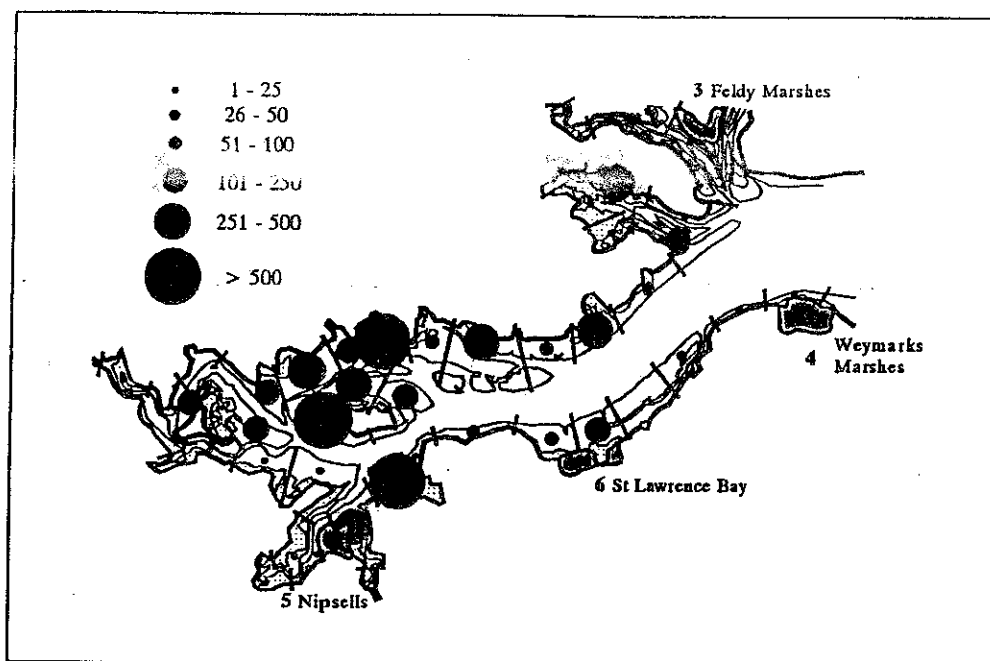 1 - 25
26 - 50
51 - 100
101 - 250
251 - 500
> 500
3 Feldy Marshes
4 Weymarks
Marshes
6 St Lawrence Bay
5 Nipsells